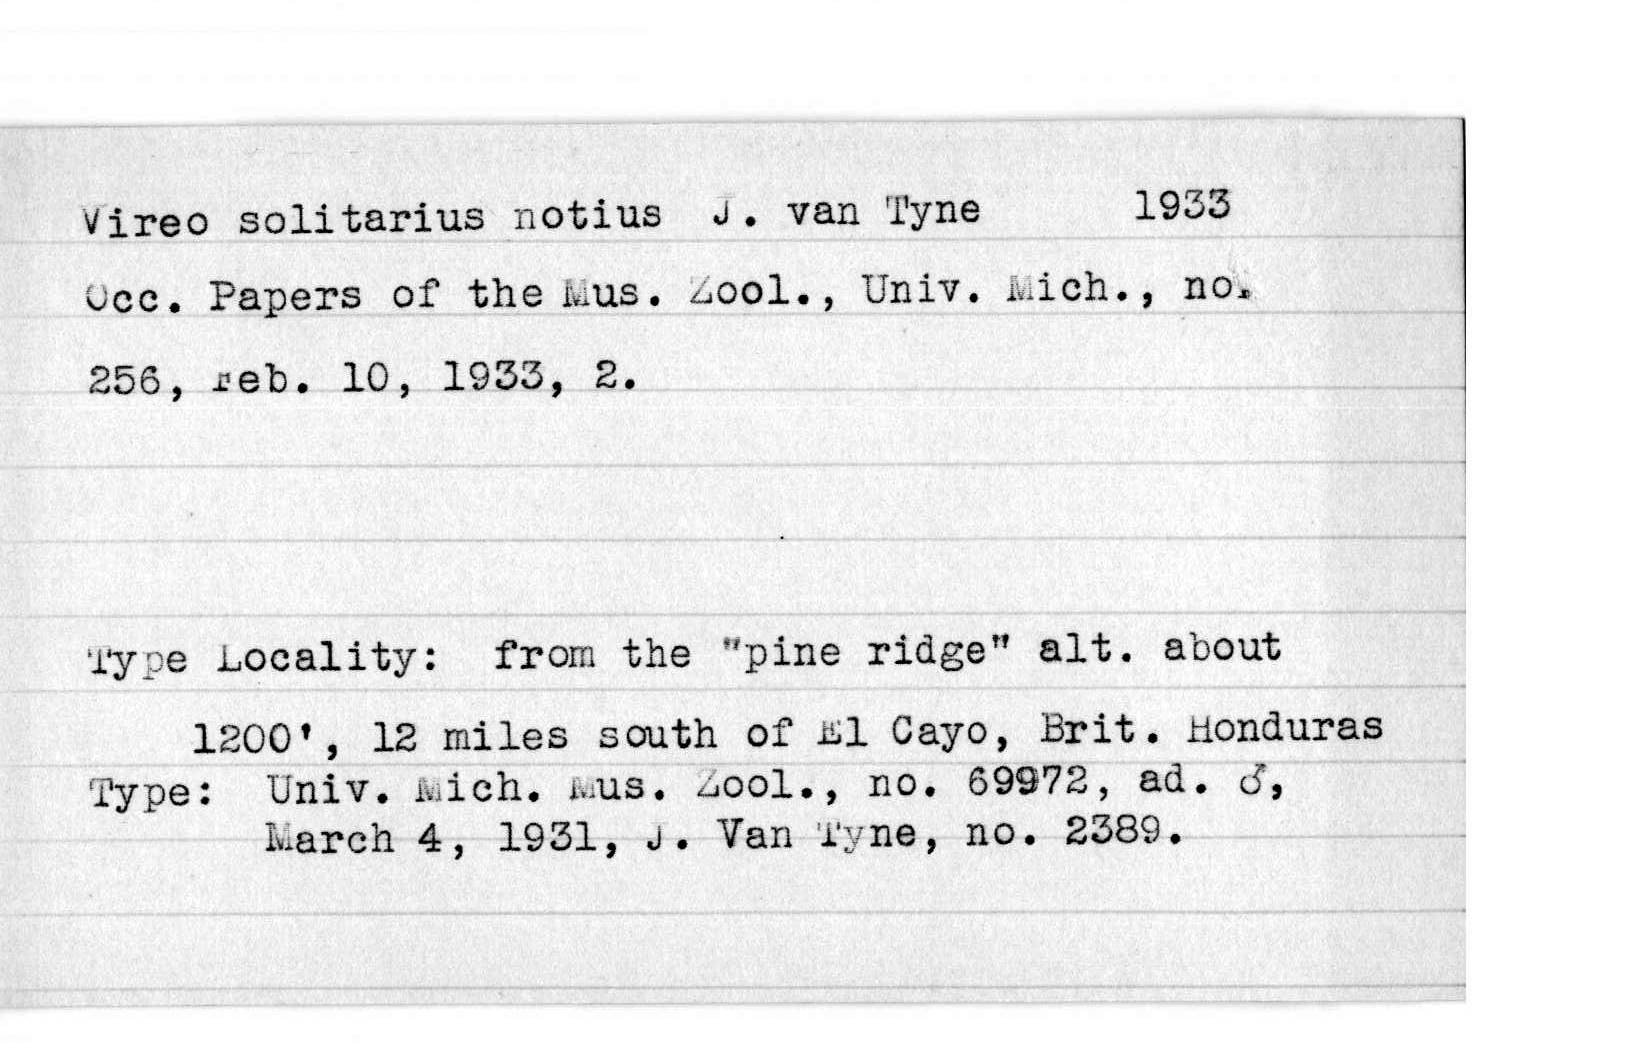 Vireo solitarius notius J. van Tyne 1933
Occ. Papers of the Mus. Zool., Univ. Mich., no.
256, Feb. 10, 1933, 2.
Type Locality: from the "pine ridge" alt. about
1200', 12 miles south of El Cayo, Brit. Honduras
Type: Univ. Mich. Mus. Zool., no. 69972, ad. ♂,
March 4, 1931, J. Van Tyne, no. 2389.